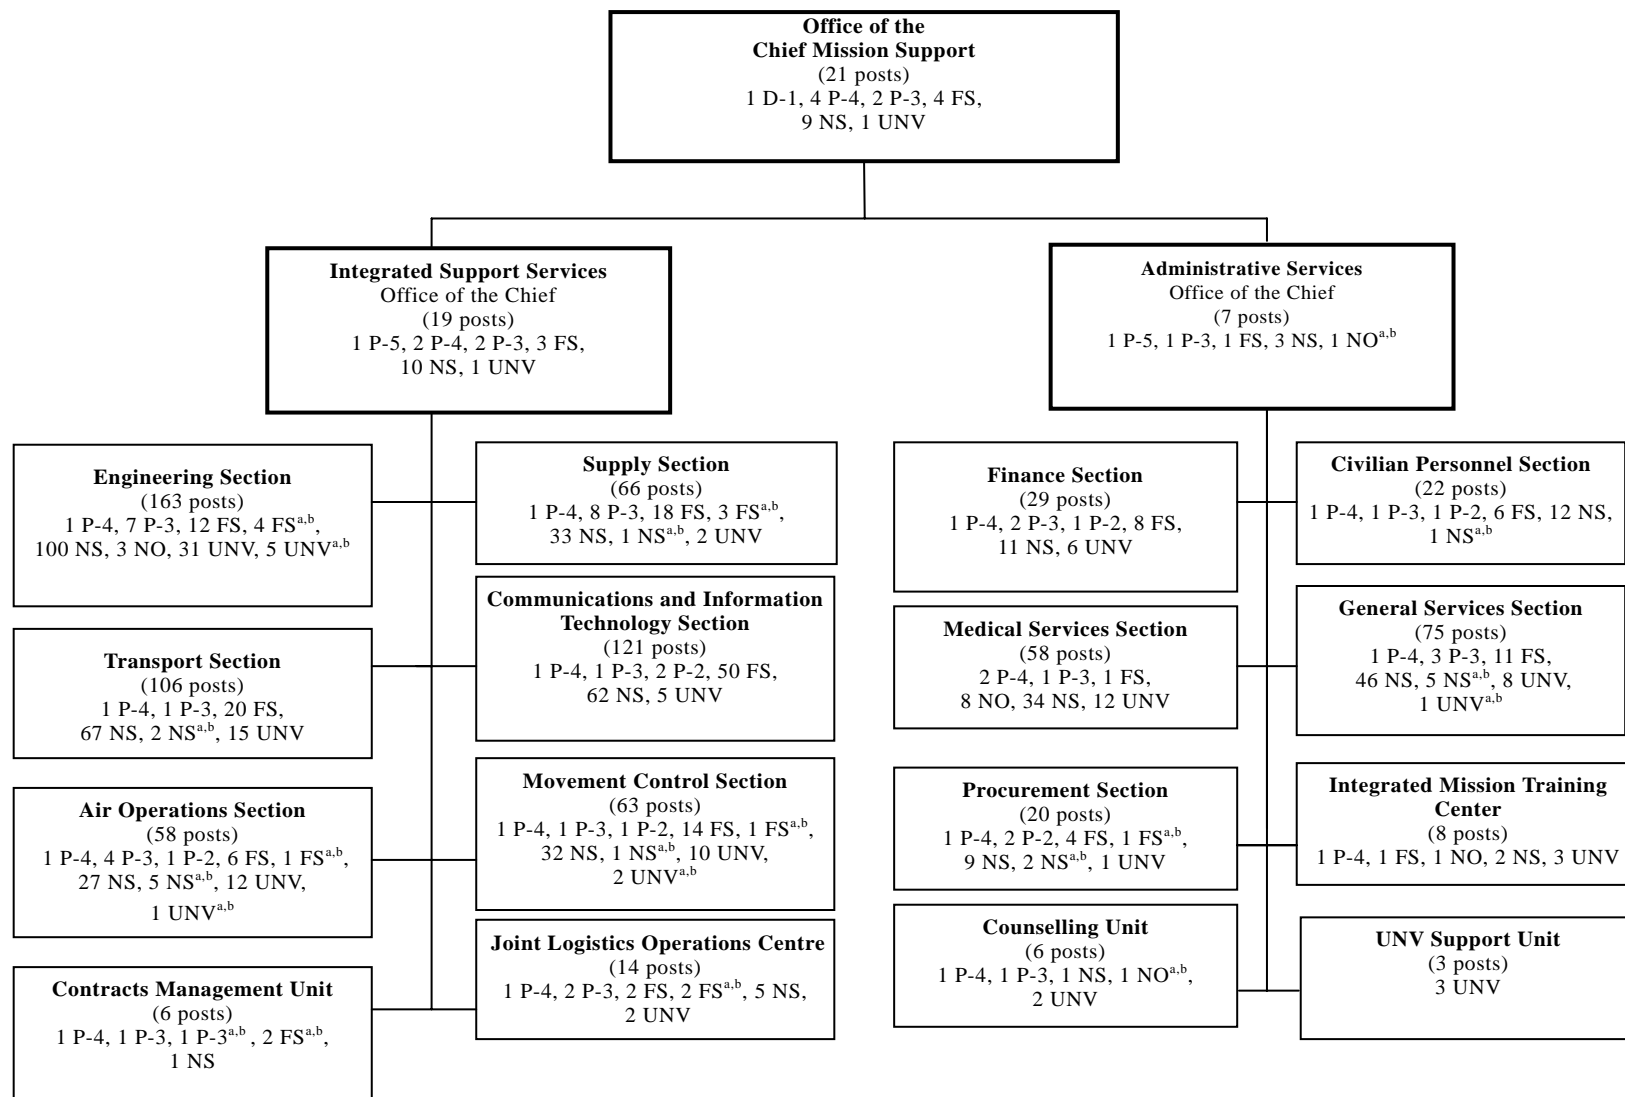 Office of the
Chief Mission Support
(21 posts)
1 D-1, 4 P-4, 2 P-3, 4 FS,
9 NS, 1 UNV
Integrated Support Services
Office of the Chief
(19 posts)
1 P-5, 2 P-4, 2 P-3, 3 FS,
10 NS, 1 UNV
Administrative Services
Office of the Chief
(7 posts)
1 P-5, 1 P-3, 1 FS, 3 NS, 1 NOa,b
Engineering Section
(163 posts)
1 P-4, 7 P-3, 12 FS, 4 FSa,b,
100 NS, 3 NO, 31 UNV, 5 UNVa,b
Supply Section
(66 posts)
1 P-4, 8 P-3, 18 FS, 3 FSa,b,
33 NS, 1 NSa,b, 2 UNV
Finance Section
(29 posts)
1 P-4, 2 P-3, 1 P-2, 8 FS,
11 NS, 6 UNV
Civilian Personnel Section
(22 posts)
1 P-4, 1 P-3, 1 P-2, 6 FS, 12 NS,
1 NSa,b
Transport Section
(106 posts)
1 P-4, 1 P-3, 20 FS,
67 NS, 2 NSa,b, 15 UNV
Communications and Information
Technology Section
(121 posts)
1 P-4, 1 P-3, 2 P-2, 50 FS,
62 NS, 5 UNV
Medical Services Section
(58 posts)
2 P-4, 1 P-3, 1 FS,
8 NO, 34 NS, 12 UNV
General Services Section
(75 posts)
1 P-4, 3 P-3, 11 FS,
46 NS, 5 NSa,b, 8 UNV,
1 UNVa,b
Air Operations Section
(58 posts)
1 P-4, 4 P-3, 1 P-2, 6 FS, 1 FSa,b,
27 NS, 5 NSa,b, 12 UNV,
1 UNVa,b
Movement Control Section
(63 posts)
1 P-4, 1 P-3, 1 P-2, 14 FS, 1 FSa,b,
32 NS, 1 NSa,b, 10 UNV,
2 UNVa,b
Procurement Section
(20 posts)
1 P-4, 2 P-2, 4 FS, 1 FSa,b,
9 NS, 2 NSa,b, 1 UNV
Integrated Mission Training
Center
(8 posts)
1 P-4, 1 FS, 1 NO, 2 NS, 3 UNV
Contracts Management Unit
(6 posts)
1 P-4, 1 P-3, 1 P-3a,b , 2 FSa,b,
1 NS
Joint Logistics Operations Centre
(14 posts)
1 P-4, 2 P-3, 2 FS, 2 FSa,b, 5 NS,
2 UNV
Counselling Unit
(6 posts)
1 P-4, 1 P-3, 1 NS, 1 NOa,b,
2 UNV
UNV Support Unit
(3 posts)
3 UNV